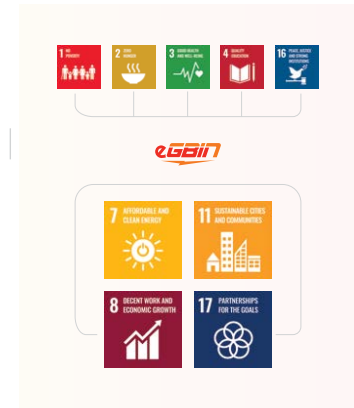 1 NO
POVERTY
2 ZERO
HUNGER
3 GOOD HEALTH
AND WELL-BEING
4 QUALITY
EDUCATION
16 PEACE, JUSTICE
AND STRONG
INSTITUTIONS
eGBIN
7 AFFORDABLE AND
CLEAN ENERGY
11 SUSTAINABLE CITIES
AND COMMUNITIES
8 DECENT WORK AND
ECONOMIC GROWTH
17 PARTNERSHIPS
FOR THE GOALS